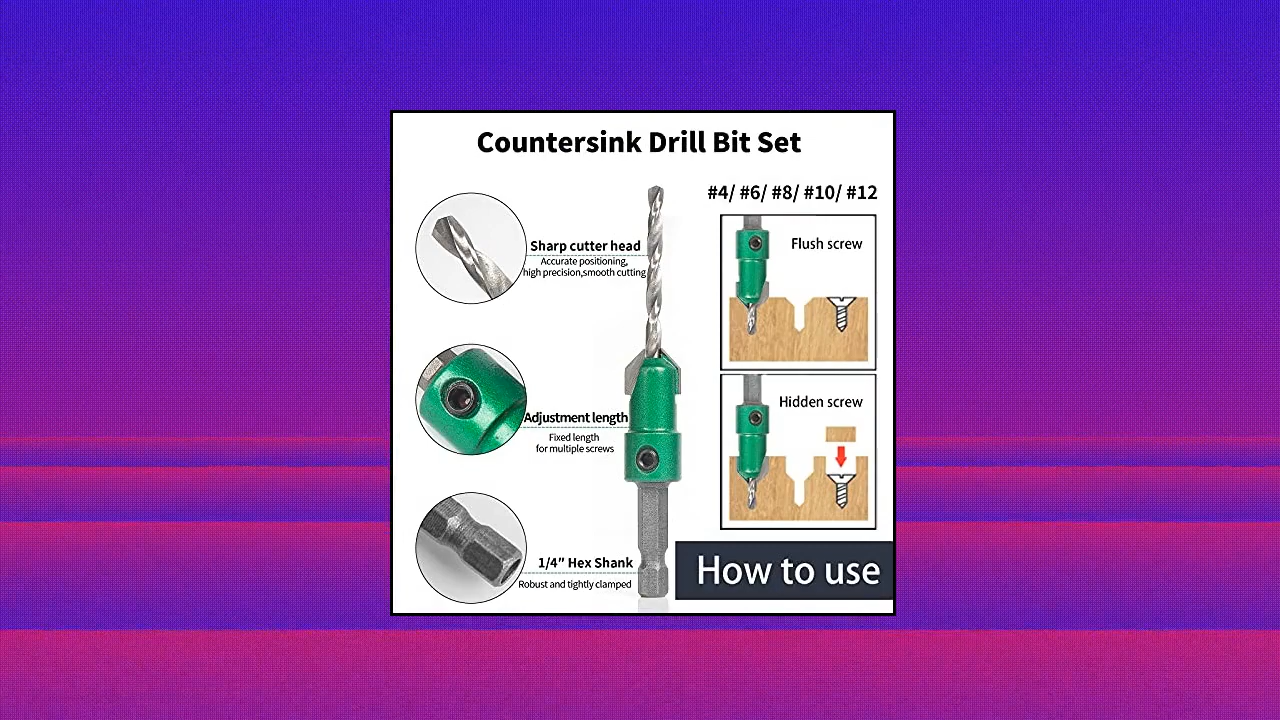 Countersink Drill Bit Set
#4/ #6/ #8/ #10/ #12
Sharp cutter head
Accurate positioning,
high precision,smooth cutting
Adjustment length
Fixed length
for multiple screws
1/4" Hex Shank
Robust and tightly clamped
Flush screw
Hidden screw
How to use